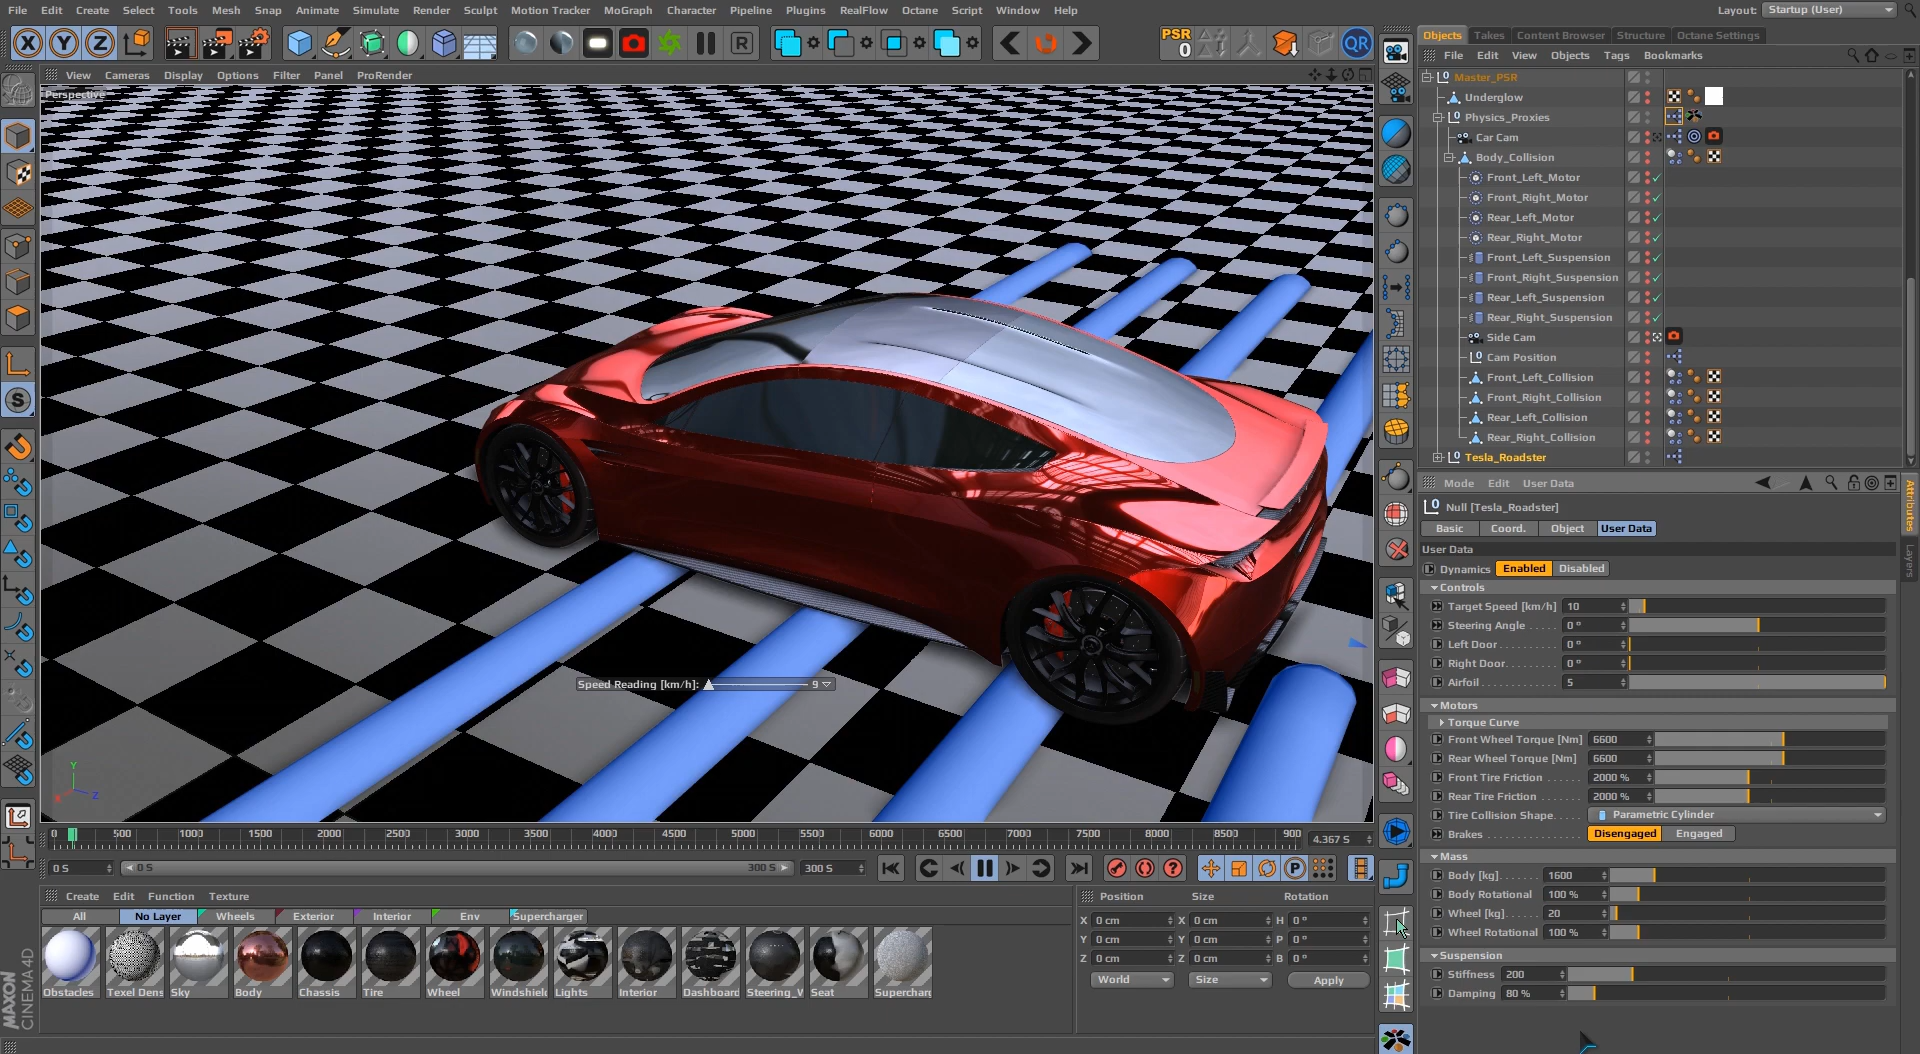 File Edit Create Select Tools Mesh Snap Animate Simulate Render Sculpt Motion Tracker MoGraph Character Pipeline Plugins RealFlow Octane Script Window Help Layout: Startup (User)
X Y Z R PSR 0 QR
Objects Takes Content Browser Structure Octane Settings
File Edit View Objects Tags Bookmarks
View Cameras Display Options Filter Panel ProRender
Perspective
Master_PSR
Underglow
Physics_Proxies
Car Cam
Body_Collision
Front_Left_Motor
Front_Right_Motor
Rear_Left_Motor
Rear_Right_Motor
Front_Left_Suspension
Front_Right_Suspension
Rear_Left_Suspension
Rear_Right_Suspension
Side Cam
Cam Position
Front_Left_Collision
Front_Right_Collision
Rear_Left_Collision
Rear_Right_Collision
Tesla_Roadster
Mode Edit User Data
Attributes
Layers
Null [Tesla_Roadster]
Basic Coord. Object User Data
User Data
Dynamics Enabled Disabled
Controls
Target Speed [km/h] 10
Steering Angle 0 °
Left Door 0 °
Right Door 0 °
Airfoil 5
Motors
Torque Curve
Front Wheel Torque [Nm] 6600
Rear Wheel Torque [Nm] 6600
Front Tire Friction 2000 %
Rear Tire Friction 2000 %
Tire Collision Shape Parametric Cylinder
Brakes Disengaged Engaged
Mass
Body [kg] 1600
Body Rotational 100 %
Wheel [kg] 20
Wheel Rotational 100 %
Suspension
Stiffness 200
Damping 80 %
Speed Reading [km/h]: 9
Y
X Z
0 500 1000 1500 2000 2500 3000 3500 4000 4500 5000 5500 6000 6500 7000 7500 8000 8500 900 4.367 S
0 S 0 S 300 S 300 S P
Create Edit Function Texture
All No Layer Wheels Exterior Interior Env Supercharger
Obstacles Texel Dens Sky Body Chassis Tire Wheel Windshield Lights Interior Dashboard Steering_W Seat Superchar
Position Size Rotation
X 0 cm X 0 cm H 0 °
Y 0 cm Y 0 cm P 0 °
Z 0 cm Z 0 cm B 0 °
World Size Apply
MAXON
CINEMA 4D